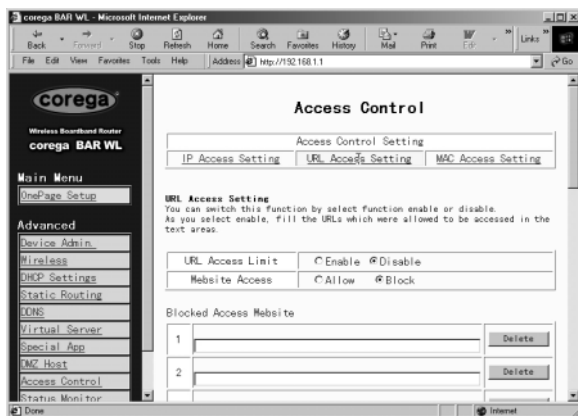 corega BAR WL - Microsoft Internet Explorer
Back Forward Stop Refresh Home Search Favorites History Mail Print Edit » Links »
File Edit View Favorites Tools Help Address http://192.168.1.1 Go
corega
Wireless Boardband Router
corega BAR WL
Main Menu
OnePage Setup
Advanced
Device Admin.
Wireless
DHCP Settings
Static Routing
DDNS
Virtual Server
Special App
DMZ Host
Access Control
Status Monitor
Access Control
Access Control Setting
IP Access Setting URL Access Setting MAC Access Setting
URL Access Setting
You can switch this function by select function enable or disable.
As you select enable, fill the URLs which were allowed to be accessed in the
text areas.
URL Access Limit Enable Disable
Website Access Allow Block
Blocked Access Website
1 Delete
2 Delete
Done Internet